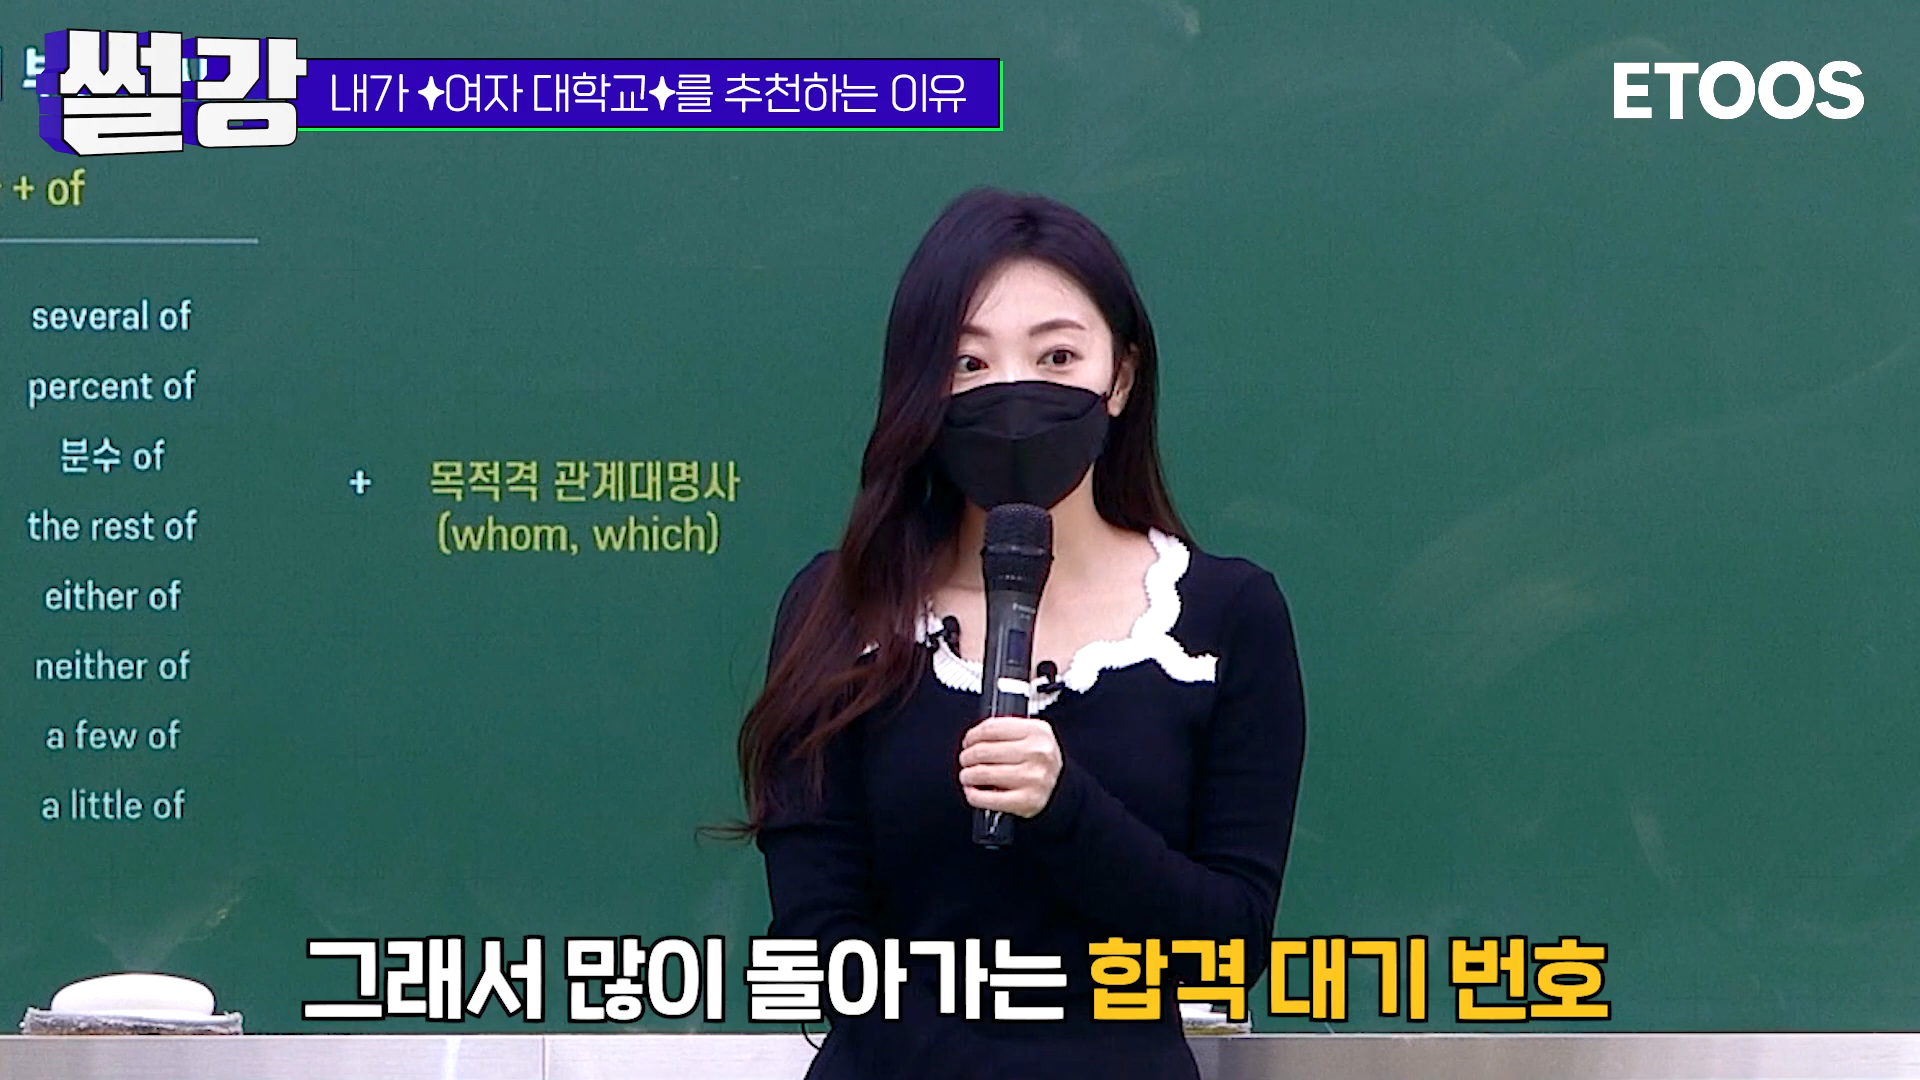 썰강
내가 ✦여자 대학교✦를 추천하는 이유
ETOOS
+ of
several of
percent of
분수 of
the rest of
either of
neither of
a few of
a little of
+ 목적격 관계대명사
(whom, which)
그래서 많이 돌아가는 합격 대기 번호